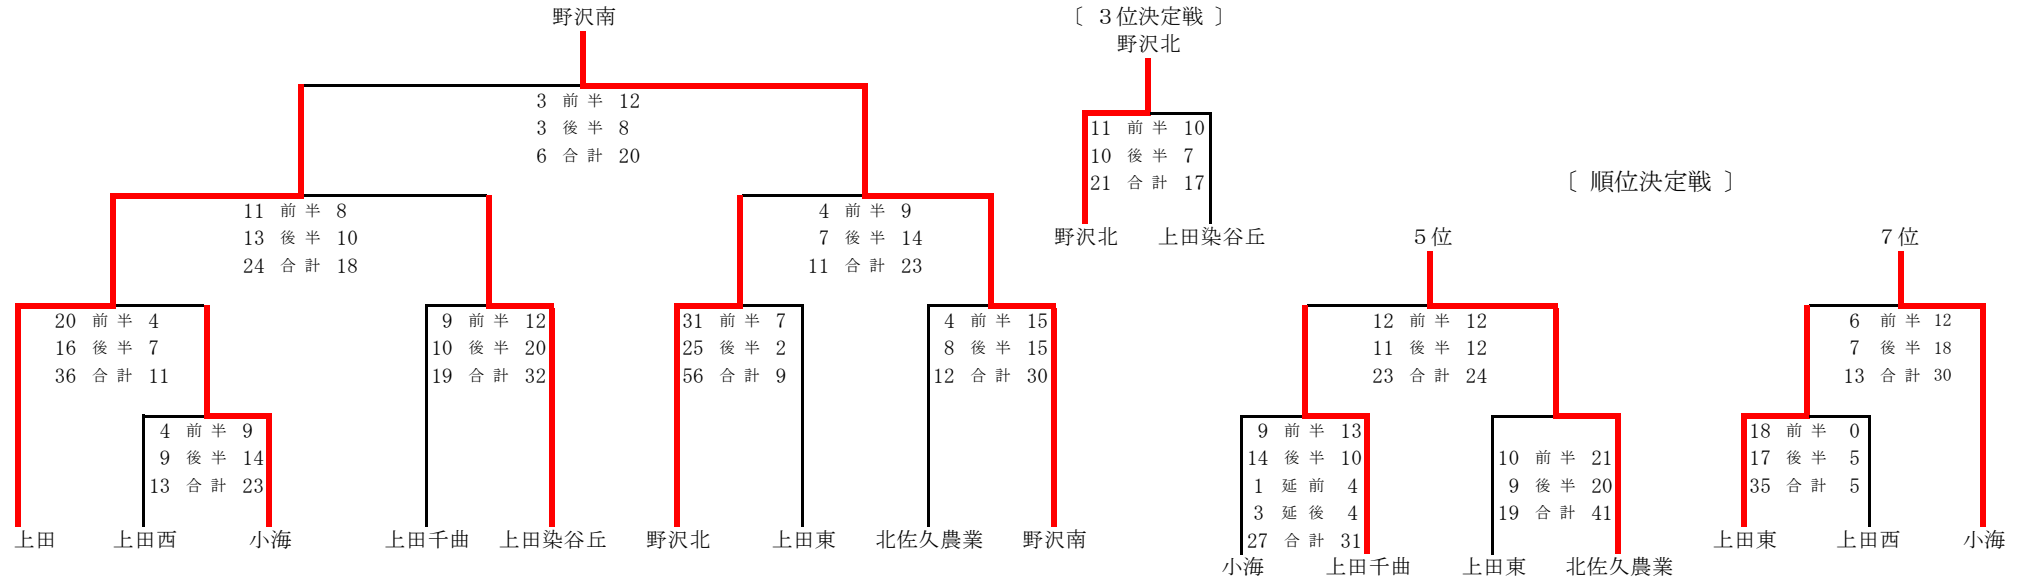 野沢南
〔 ３位決定戦 〕
野沢北
3 前半 12
3 後半 8
6 合計 20
11 前半 10
10 後半 7
21 合計 17
野沢北 上田染谷丘
〔 順位決定戦 〕
11 前半 8
13 後半 10
24 合計 18
4 前半 9
7 後半 14
11 合計 23
５位
７位
20 前半 4
16 後半 7
36 合計 11
9 前半 12
10 後半 20
19 合計 32
31 前半 7
25 後半 2
56 合計 9
4 前半 15
8 後半 15
12 合計 30
12 前半 12
11 後半 12
23 合計 24
6 前半 12
7 後半 18
13 合計 30
4 前半 9
9 後半 14
13 合計 23
9 前半 13
14 後半 10
1 延前 4
3 延後 4
27 合計 31
10 前半 21
9 後半 20
19 合計 41
18 前半 0
17 後半 5
35 合計 5
上田 上田西 小海 上田千曲 上田染谷丘 野沢北 上田東 北佐久農業 野沢南
上田東 上田西 小海
小海 上田千曲 上田東 北佐久農業